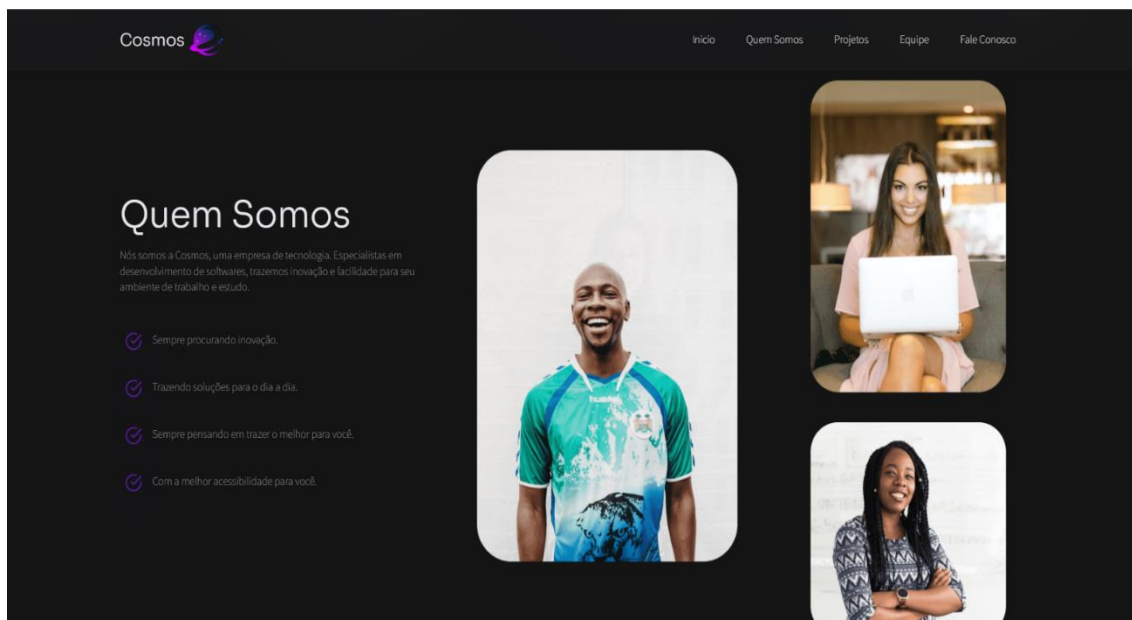 Cosmos
Inicio Quem Somos Projetos Equipe Fale Conosco
Quem Somos
Nós somos a Cosmos, uma empresa de tecnologia. Especialistas em
desenvolvimento de softwares, trazemos inovação e facilidade para seu
ambiente de trabalho e estudo.
Sempre procurando inovação.
Trazendo soluções para o dia a dia.
Sempre pensando em trazer o melhor para você.
Com a melhor acessibilidade para você.
hummel